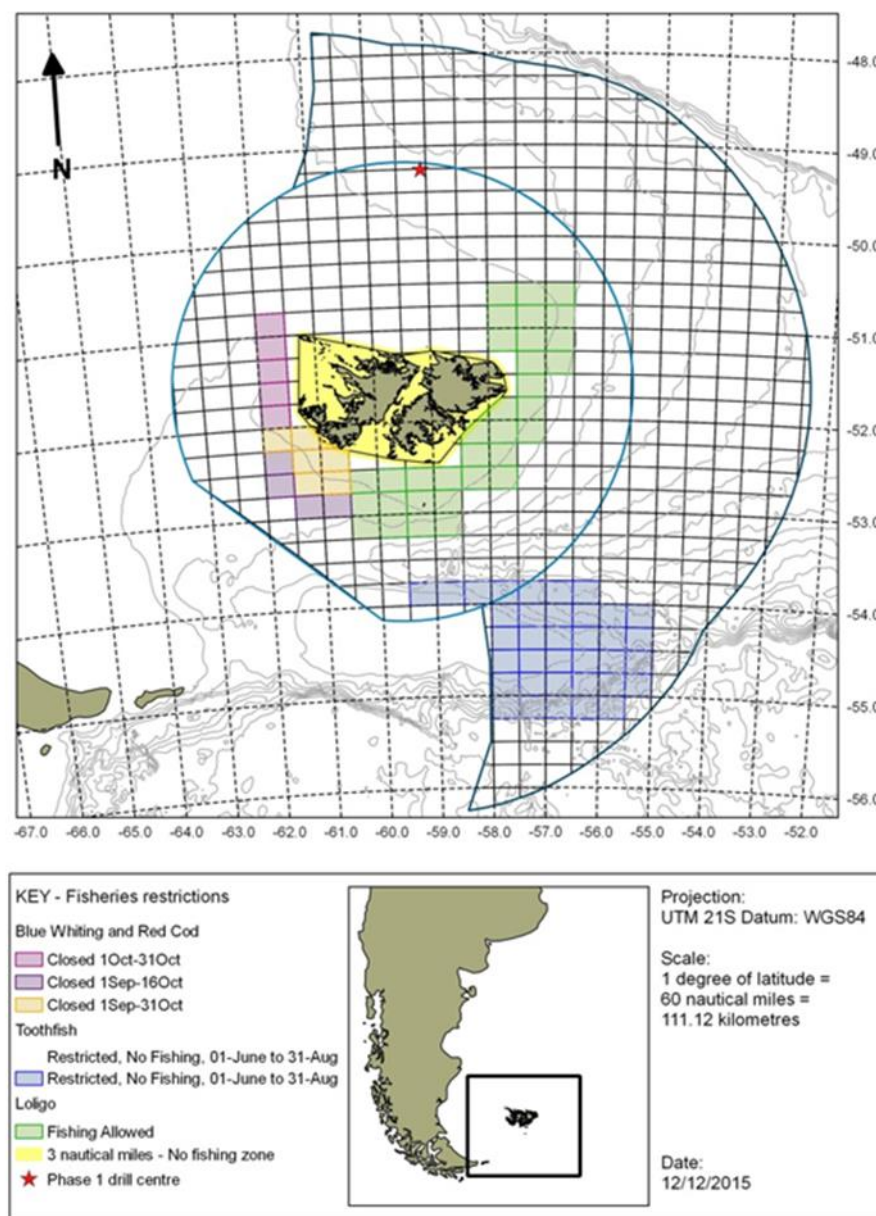 -48.0
-49.0
-50.0
-51.0
-52.0
-53.0
-54.0
-55.0
-56.0
N
-67.0 -66.0 -65.0 -64.0 -63.0 -62.0 -61.0 -60.0 -59.0 -58.0 -57.0 -56.0 -55.0 -54.0 -53.0 -52.0
KEY - Fisheries restrictions
Blue Whiting and Red Cod
Closed 1Oct-31Oct
Closed 1Sep-16Oct
Closed 1Sep-31Oct
Toothfish
Restricted, No Fishing, 01-June to 31-Aug
Restricted, No Fishing, 01-June to 31-Aug
Loligo
Fishing Allowed
3 nautical miles - No fishing zone
Phase 1 drill centre
Projection:
UTM 21S Datum: WGS84
Scale:
1 degree of latitude =
60 nautical miles =
111.12 kilometres
Date:
12/12/2015